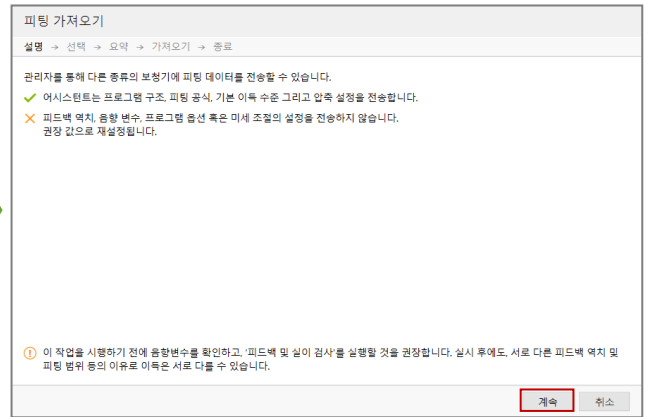 피팅 가져오기
설명 → 선택 → 요약 → 가져오기 → 종료
관리자를 통해 다른 종류의 보청기에 피팅 데이터를 전송할 수 있습니다.
어시스턴트는 프로그램 구조, 피팅 공식, 기본 이득 수준 그리고 압축 설정을 전송합니다.
피드백 역치, 음향 변수, 프로그램 옵션 혹은 미세 조절의 설정을 전송하지 않습니다.
권장 값으로 재설정됩니다.
이 작업을 시행하기 전에 음향변수를 확인하고, '피드백 및 실이 검사'를 실행할 것을 권장합니다. 실시 후에도, 서로 다른 피드백 역치 및
피팅 범위 등의 이유로 이득은 서로 다를 수 있습니다.
계속 취소